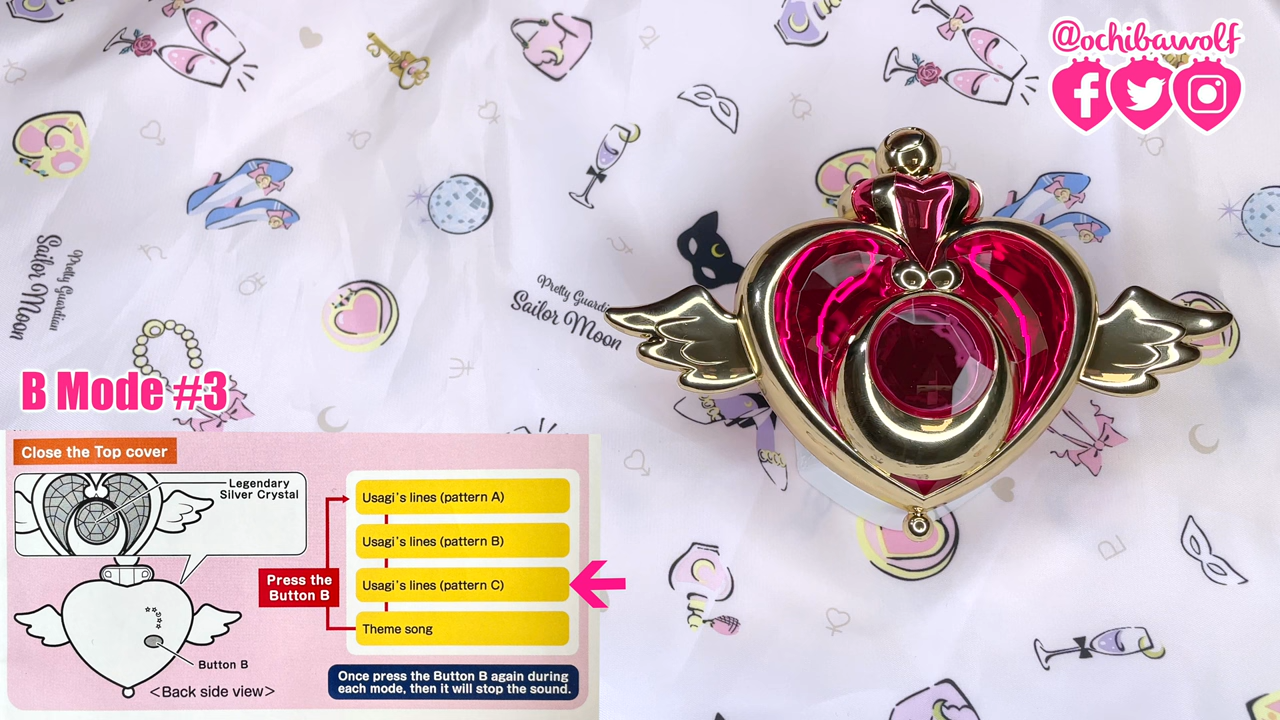 @ochibawolf
Pretty Guardian
Sailor Moon
Pretty Guardian
Sailor Moon
B Mode #3
Close the Top cover
Legendary
Silver Crystal
Usagi's lines (pattern A)
Usagi's lines (pattern B)
Press the
Button B
Usagi's lines (pattern C)
Theme song
Button B
<Back side view>
Once press the Button B again during
each mode, then it will stop the sound.